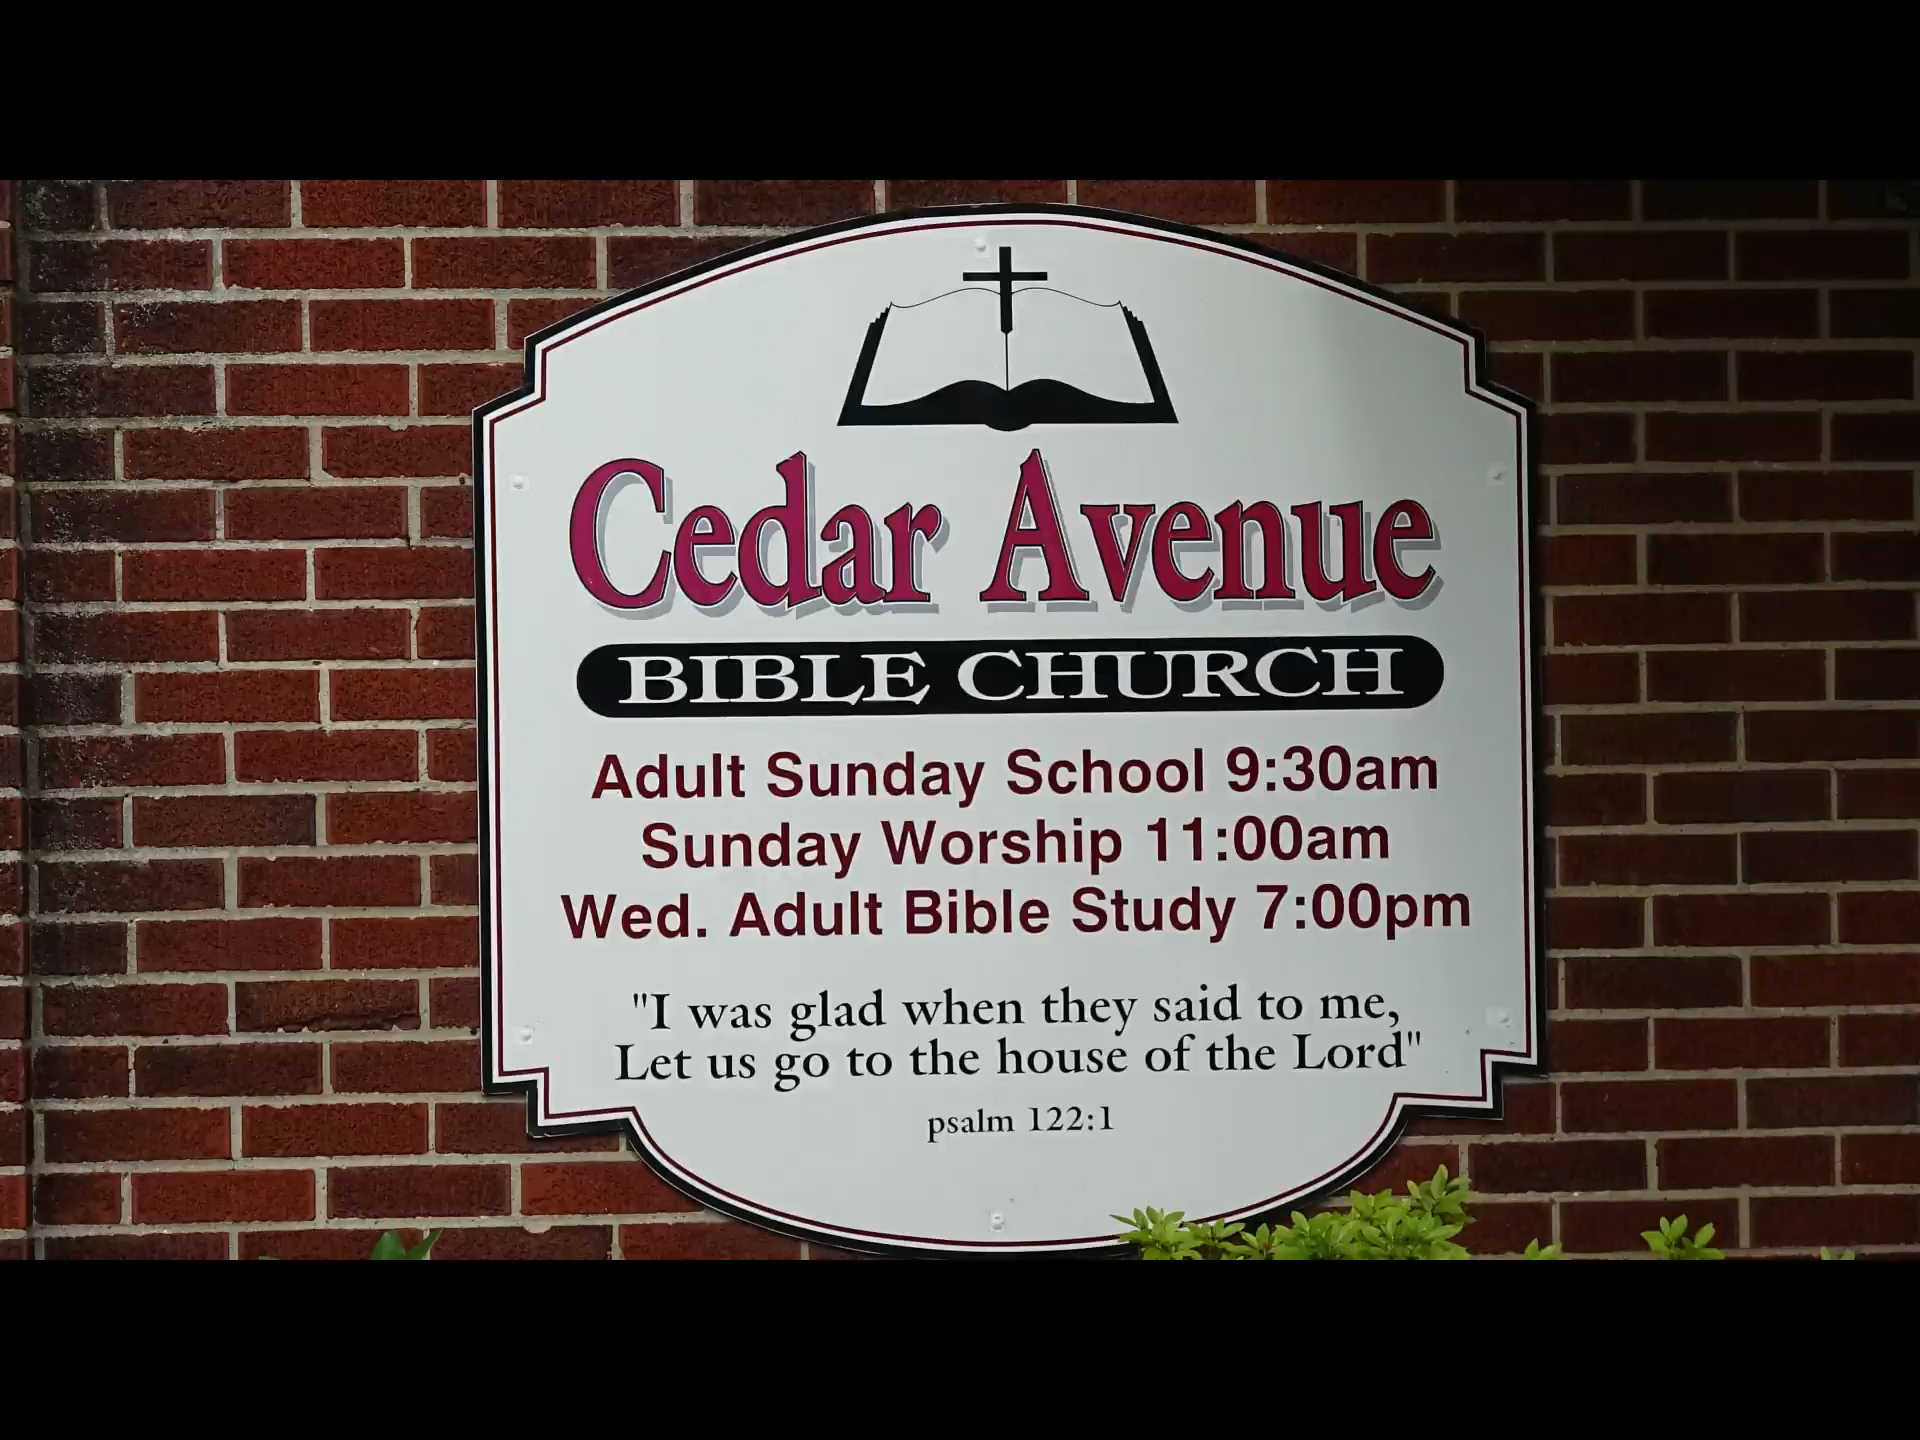 Cedar Avenue
BIBLE CHURCH
Adult Sunday School 9:30am
Sunday Worship 11:00am
Wed. Adult Bible Study 7:00pm
"I was glad when they said to me,
Let us go to the house of the Lord"
psalm 122:1